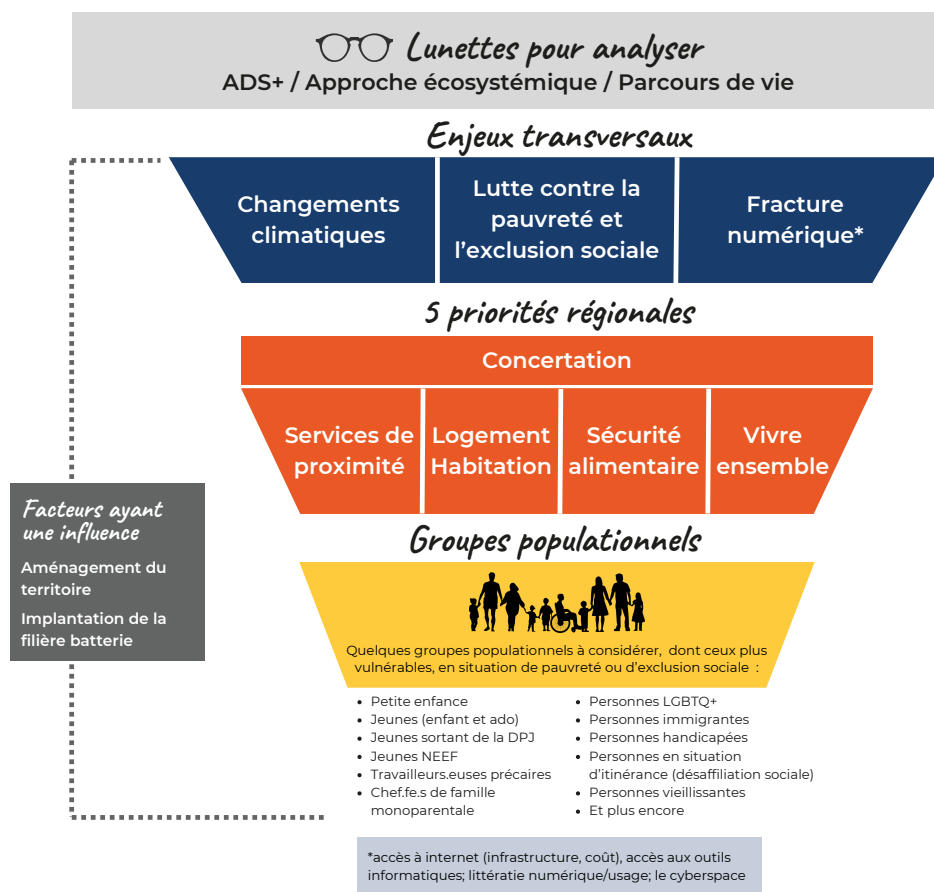 Lunettes pour analyser
ADS+ / Approche écosystémique / Parcours de vie
Enjeux transversaux
Changements
climatiques
Lutte contre la
pauvreté et
l'exclusion sociale
Fracture
numérique*
5 priorités régionales
Concertation
Services de
proximité
Logement
Habitation
Sécurité
alimentaire
Vivre
ensemble
Facteurs ayant
une influence
Aménagement du
territoire
Implantation de la
filière batterie
Groupes populationnels
Quelques groupes populationnels à considérer, dont ceux plus
vulnérables, en situation de pauvreté ou d'exclusion sociale :
• Petite enfance
• Jeunes (enfant et ado)
• Jeunes sortant de la DPJ
• Jeunes NEEF
• Travailleurs.euses précaires
• Chef.fe.s de famille
monoparentale
• Personnes LGBTQ+
• Personnes immigrantes
• Personnes handicapées
• Personnes en situation
d'itinérance (désaffiliation sociale)
• Personnes vieillissantes
• Et plus encore
*accès à internet (infrastructure, coût), accès aux outils
informatiques; littératie numérique/usage; le cyberspace